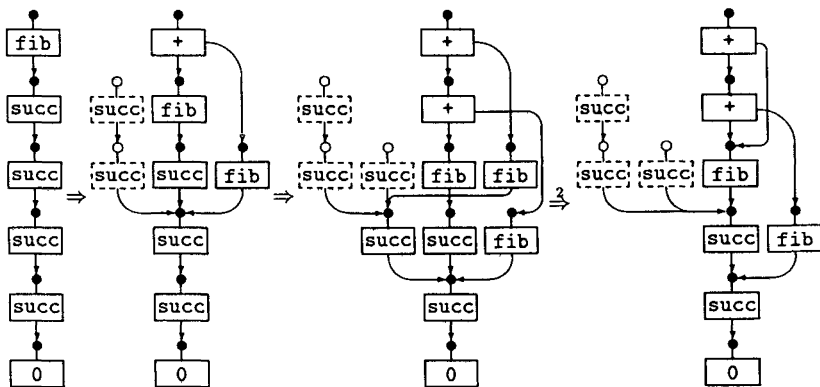 fib + + +
succ succ fib succ + succ +
succ ⇒ succ succ fib ⇒ succ succ fib fib ⇒ 2 succ succ fib
succ succ succ succ fib succ fib
succ succ succ succ
0 0 0 0